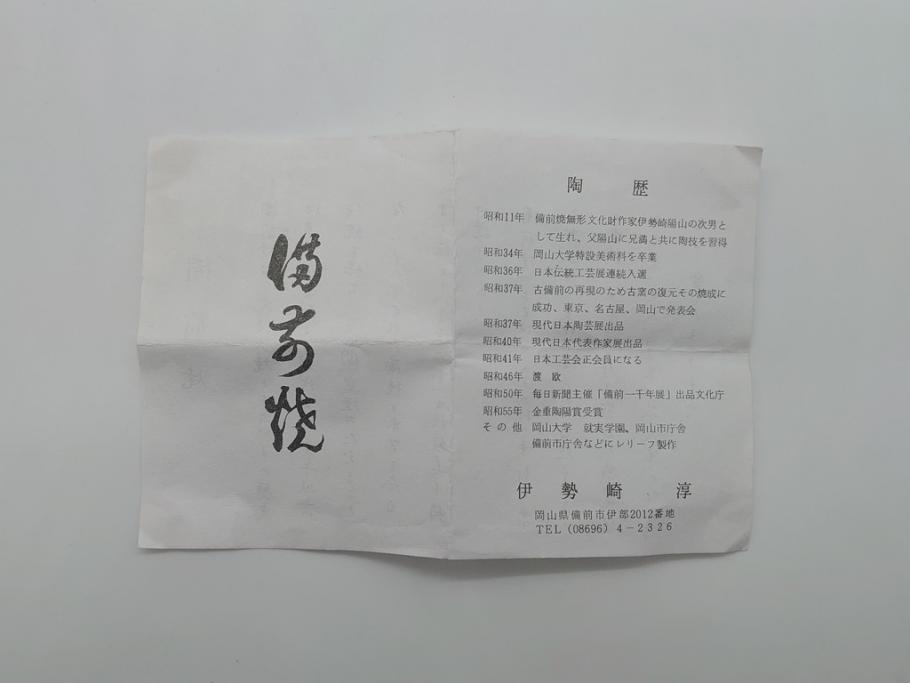 備前焼
陶歴
昭和11年 備前焼無形文化財作家伊勢崎陽山の次男と
して生れ、父陽山に兄満と共に陶技を習得
昭和34年 岡山大学特設美術科を卒業
昭和36年 日本伝統工芸展連続入選
昭和37年 古備前の再現のため古窯の復元その焼成に
成功、東京、名古屋、岡山で発表会
昭和37年 現代日本陶芸展出品
昭和40年 現代日本代表作家展出品
昭和41年 日本工芸会正会員になる
昭和46年 渡欧
昭和50年 毎日新聞主催「備前一千年展」出品文化庁
昭和55年 金重陶陽賞受賞
その他 岡山大学 就実学園、岡山市庁舎
備前市庁舎などにレリーフ製作
伊勢崎淳
岡山県備前市伊部2012番地
TEL (08696) 4-2326